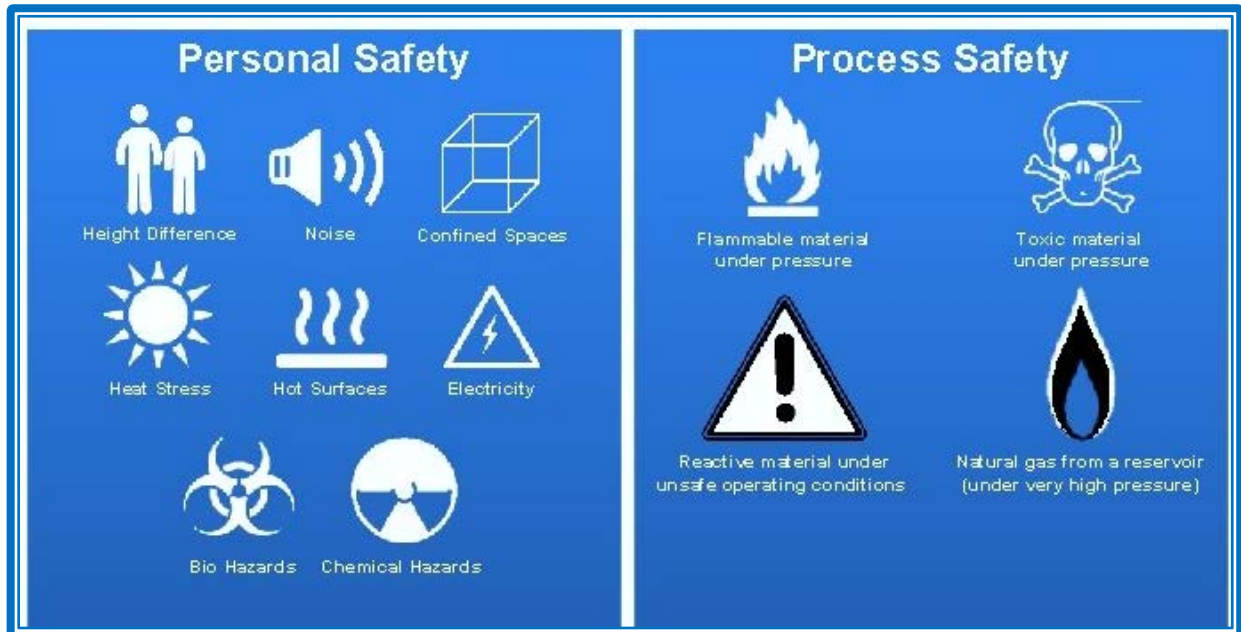 Personal Safety
Height Difference
Noise
Confined Spaces
Heat Stress
Hot Surfaces
Electricity
Bio Hazards
Chemical Hazards
Process Safety
Flammable material
under pressure
Toxic material
under pressure
Reactive material under
unsafe operating conditions
Natural gas from a reservoir
(under very high pressure)